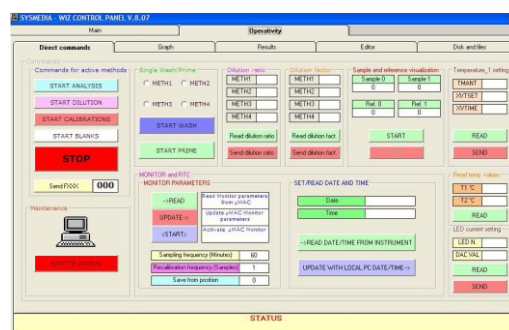 SYSMEDIA - WIZ CONTROL PANEL V.8.07
Main
Operativity
Direct commands
Graph
Results
Editor
Disk and files
Commands
Commands for active methods
START ANALYSIS
START DILUTION
START CALIBRATIONS
START BLANKS
STOP
Send FXXX
000
Maintenance
Single Wash/Prime
METH1 METH2
METH3 METH4
START WASH
START PRIME
Dilution ratio
METH1
METH2
METH3
METH4
Read dilution ratio
Send dilution ratio
Dilution factor
METH1
METH2
METH3
METH4
Read dilution fact.
Send dilution fact.
Sample and reference visualization
Sample 0 Sample 1
0 0
Ref. 0 Ref. 1
0 0
START
Temperature_T setting
TMANT
XVTSET
XVTIME
READ
SEND
MONITOR and RTC
MONITOR PARAMETERS
->READ
Read Monitor parameters from µMAC
UPDATE->
Update µMAC Monitor parameters
<START>
Activate µMAC Monitor
Sampling frequency (Minutes) 60
Recalibration frequency (Samples) 1
Save from position 0
SET/READ DATE AND TIME
Date
Time
->READ DATE/TIME FROM INSTRUMENT
UPDATE WITH LOCAL PC DATE/TIME->
Read temp. values
T1 °C
T2 °C
READ
LED current setting
LED N.
DAC VAL
READ
SEND
STATUS